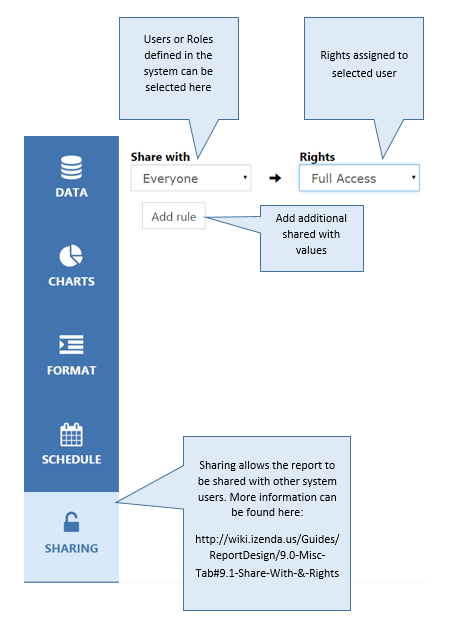 Users or Roles
defined in the
system can be
selected here
Rights assigned to
selected user
Share with
Rights
Everyone
Full Access
Add rule
Add additional
shared with
values
DATA
CHARTS
FORMAT
SCHEDULE
SHARING
Sharing allows the report to
be shared with other system
users. More information can
be found here:
http://wiki.izenda.us/Guides/
ReportDesign/9.0-Misc-
Tab#9.1-Share-With-&-Rights